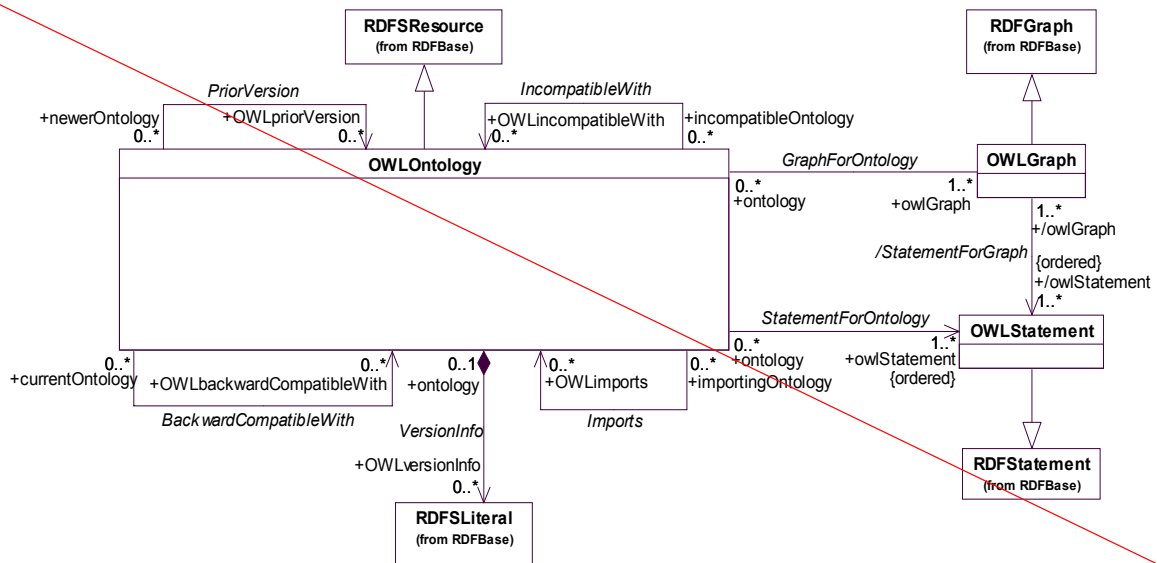 RDFSResource
(from RDFBase)
RDFGraph
(from RDFBase)
PriorVersion
IncompatibleWith
+newerOntology
+OWLpriorVersion
+OWLincompatibleWith
+incompatibleOntology
0..*
0..*
0..*
0..*
OWLOntology
GraphForOntology
OWLGraph
0..*
1..*
+ontology
+owlGraph
1..*
+/owlGraph
/StatementForGraph
{ordered}
+/owlStatement
1..*
StatementForOntology
OWLStatement
0..*
1..*
+ontology
+owlStatement
{ordered}
0..*
0..*
0..1
0..*
0..*
+currentOntology
+OWLbackwardCompatibleWith
+ontology
+OWLimports
+importingOntology
BackwardCompatibleWith
VersionInfo
Imports
+OWLversionInfo
0..*
RDFStatement
(from RDFBase)
RDFSLiteral
(from RDFBase)